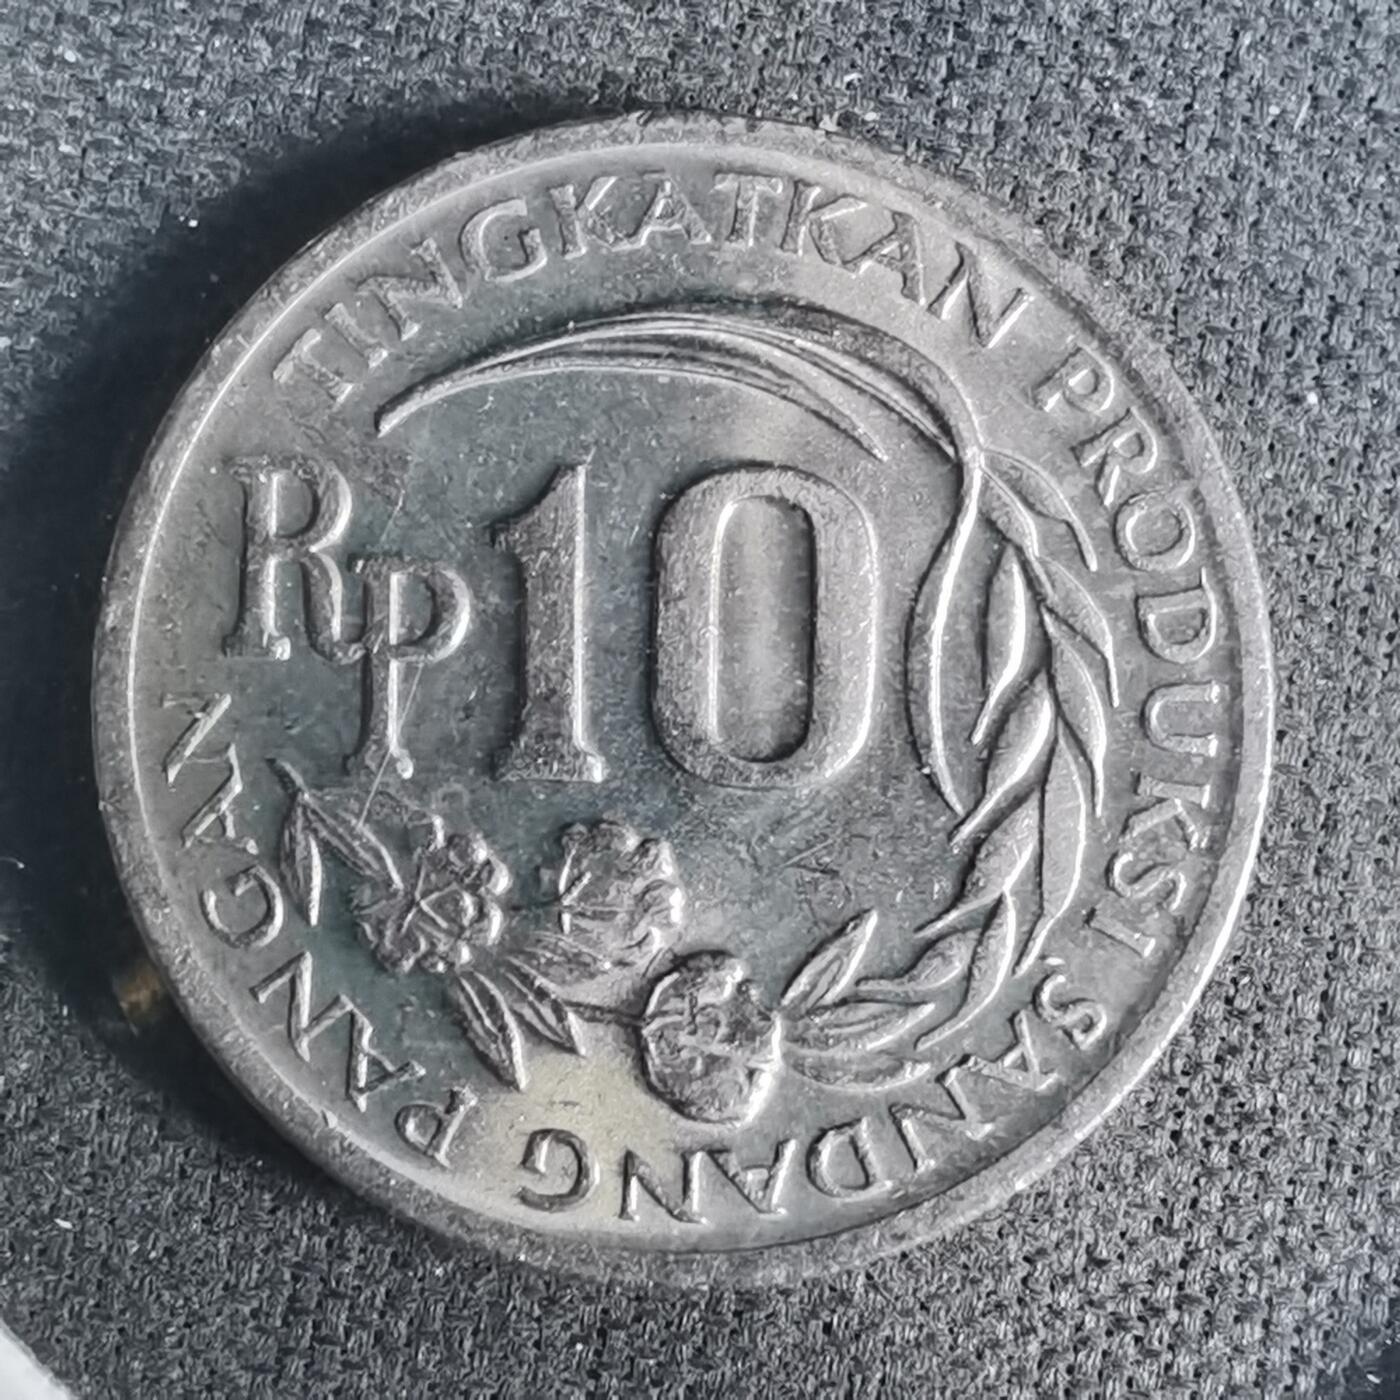 TINGKATKAN PRODUKSI SANDANG PANGAN
Rp 10